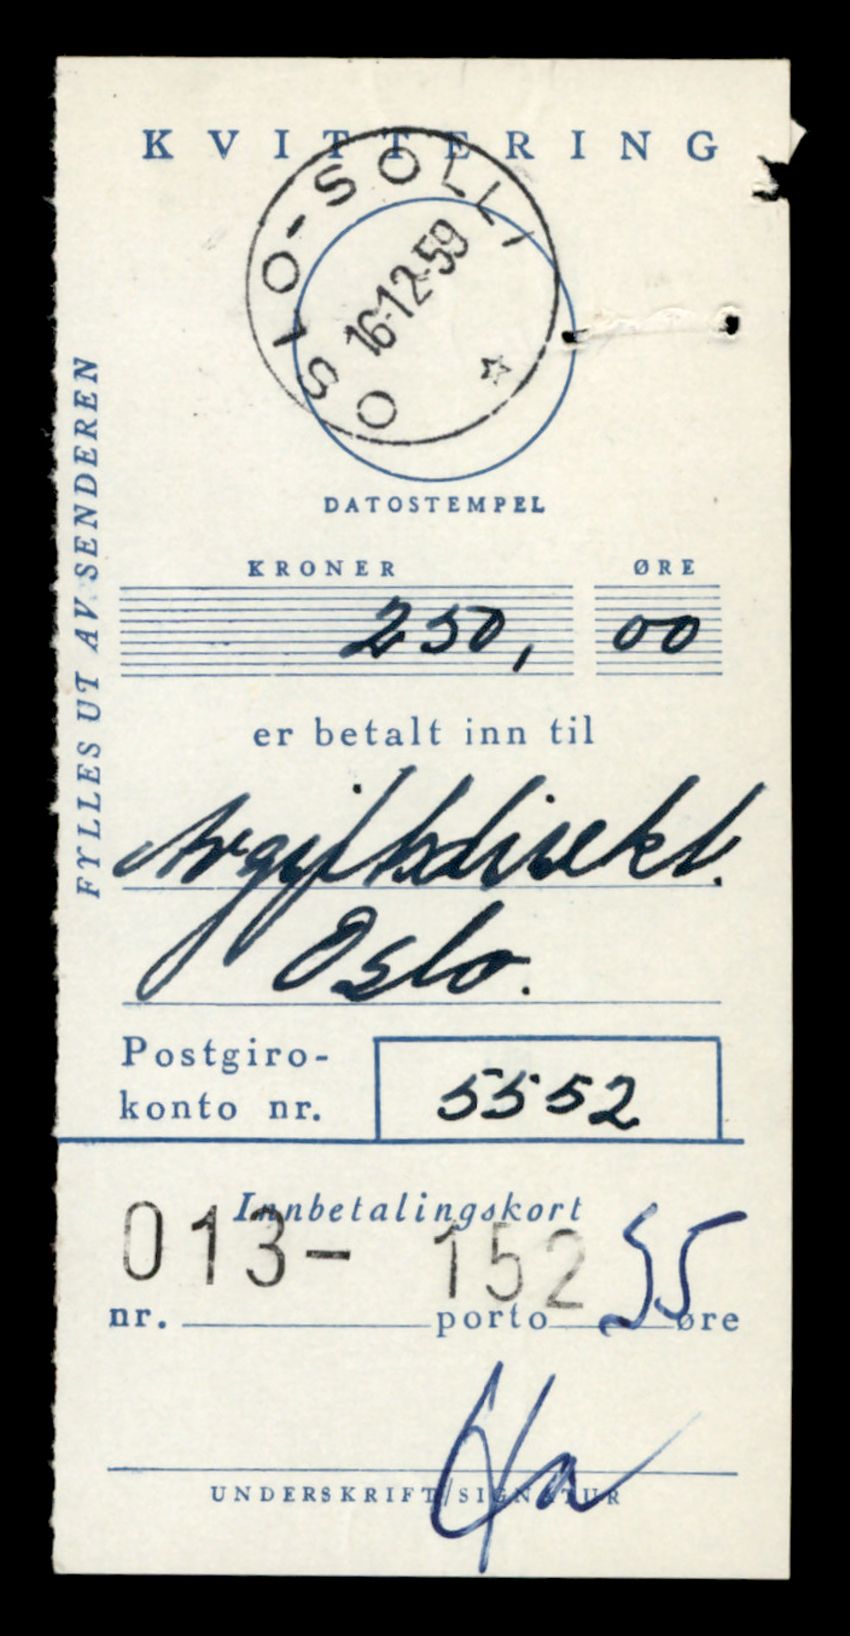 KVITTERING
OSLO-SOLLI
16-12-59
DATOSTEMPEL
FYLLES UT AV SENDEREN
KRONER ØRE
250, 00
er betalt inn til
Avgiftsdirekt.
Oslo.
Postgiro-
konto nr. 5552
Innbetalingskort
013- 152 55
nr. porto øre
UNDERSKRIFT/SIGNATUR